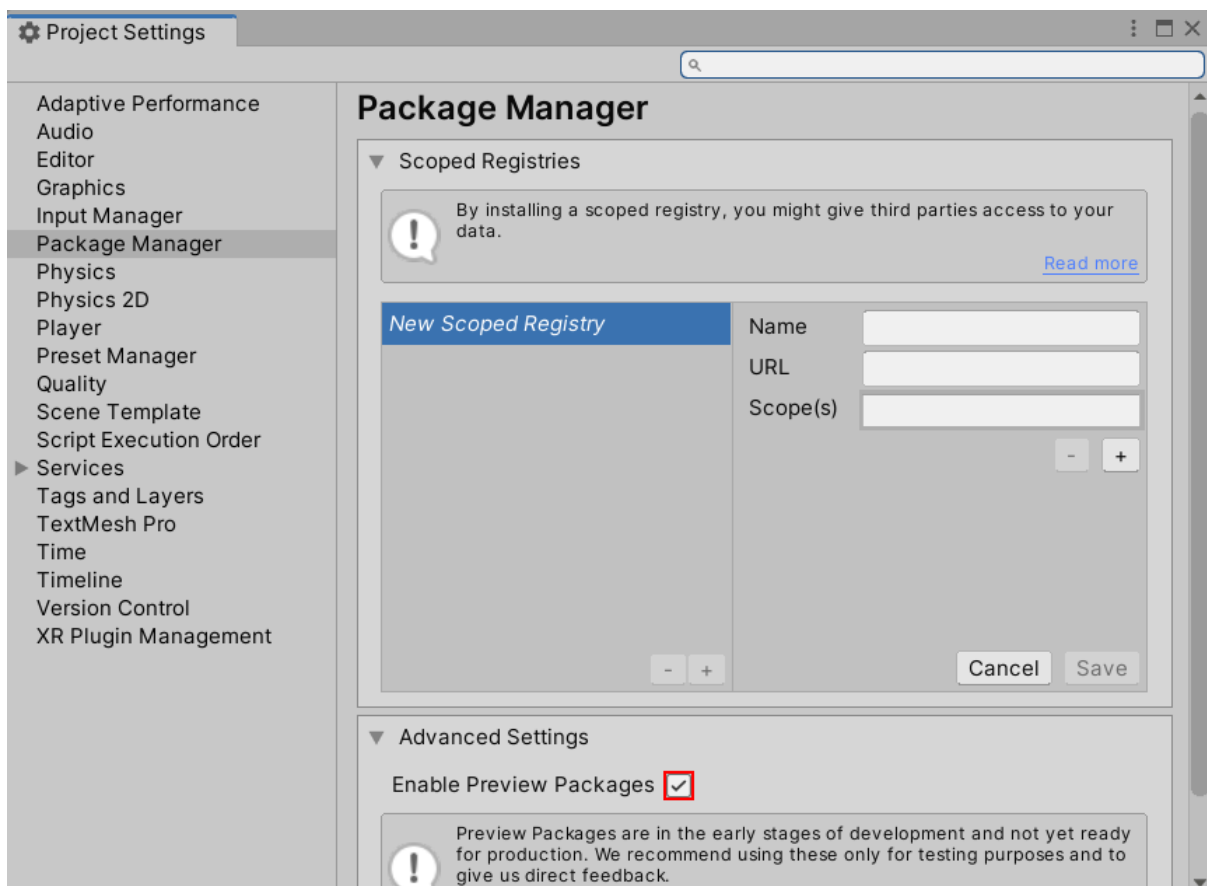 Project Settings
Adaptive Performance
Audio
Editor
Graphics
Input Manager
Package Manager
Physics
Physics 2D
Player
Preset Manager
Quality
Scene Template
Script Execution Order
Services
Tags and Layers
TextMesh Pro
Time
Timeline
Version Control
XR Plugin Management
Package Manager
Scoped Registries
By installing a scoped registry, you might give third parties access to your
data.
Read more
New Scoped Registry
Name
URL
Scope(s)
- +
- +
Cancel Save
Advanced Settings
Enable Preview Packages
Preview Packages are in the early stages of development and not yet ready
for production. We recommend using these only for testing purposes and to
give us direct feedback.